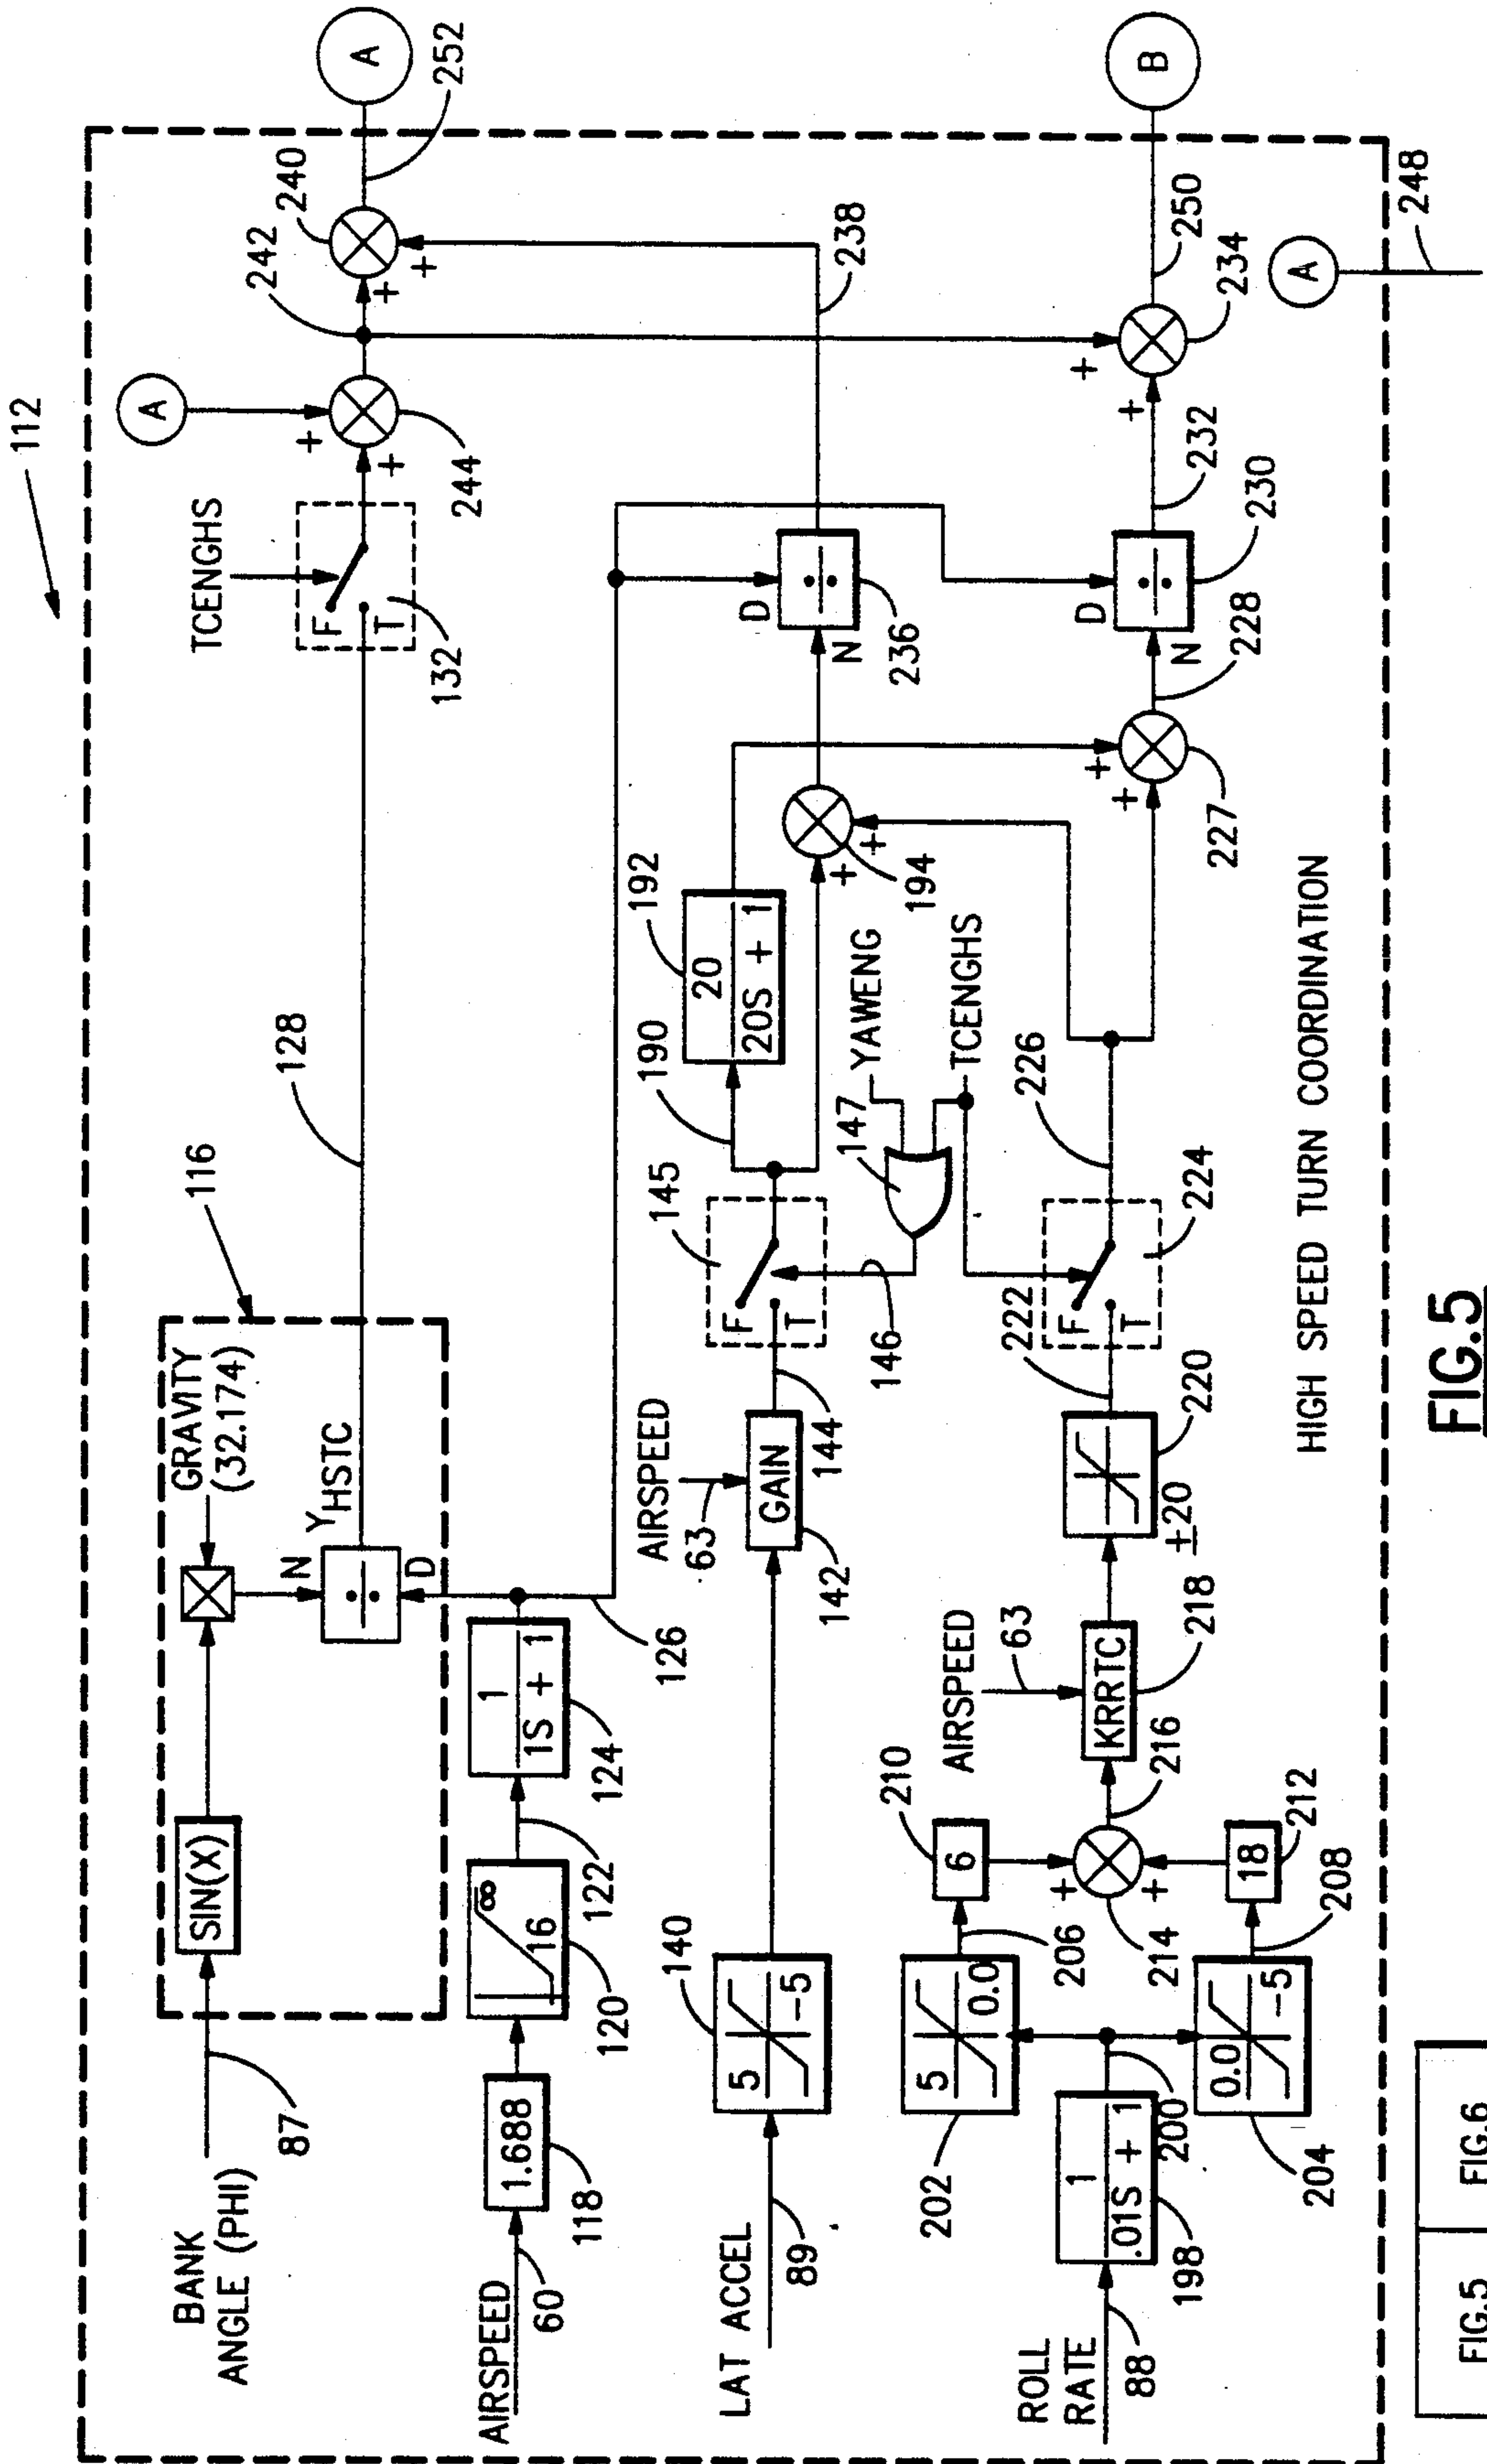 112
BANK
ANGLE (PHI)
87
SIN(X)
GRAVITY
(32.174)
116
N
D
YHSTC
128
TCENGHS
F
T
132
A
+
+
244
242
+
+
240
252
A
AIRSPEED
60
1.688
118
16
∞
120
122
1
1S + 1
124
126
LAT ACCEL
89
5
-5
140
AIRSPEED
63
GAIN
142
144
F
T
145
146
147
YAWENG
TCENGHS
190
20
20S + 1
192
+
+
194
D
N
236
238
ROLL
RATE
88
1
.01S + 1
198
200
5
0.0
202
0.0
-5
204
206
208
6
210
18
212
+
+
214
216
AIRSPEED
63
KRRTC
218
±20
220
222
F
T
224
226
+
+
227
228
D
N
230
232
+
+
234
250
B
A
248
HIGH SPEED TURN COORDINATION
FIG.5
FIG.5
FIG.6